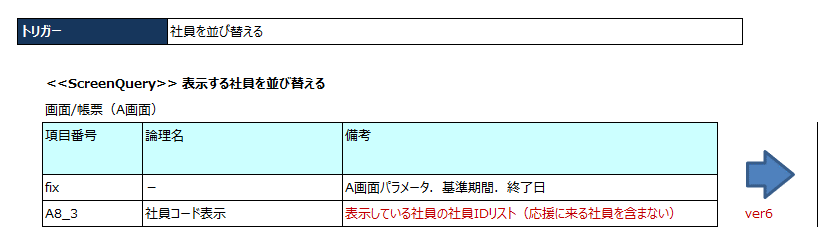 トリガー 社員を並び替える
<<ScreenQuery>> 表示する社員を並び替える
画面/帳票（A画面）
項目番号 論理名 備考
fix － A画面パラメータ．基準期間．終了日
A8_3 社員コード表示 表示している社員の社員IDリスト（応援に来る社員を含まない） ver6